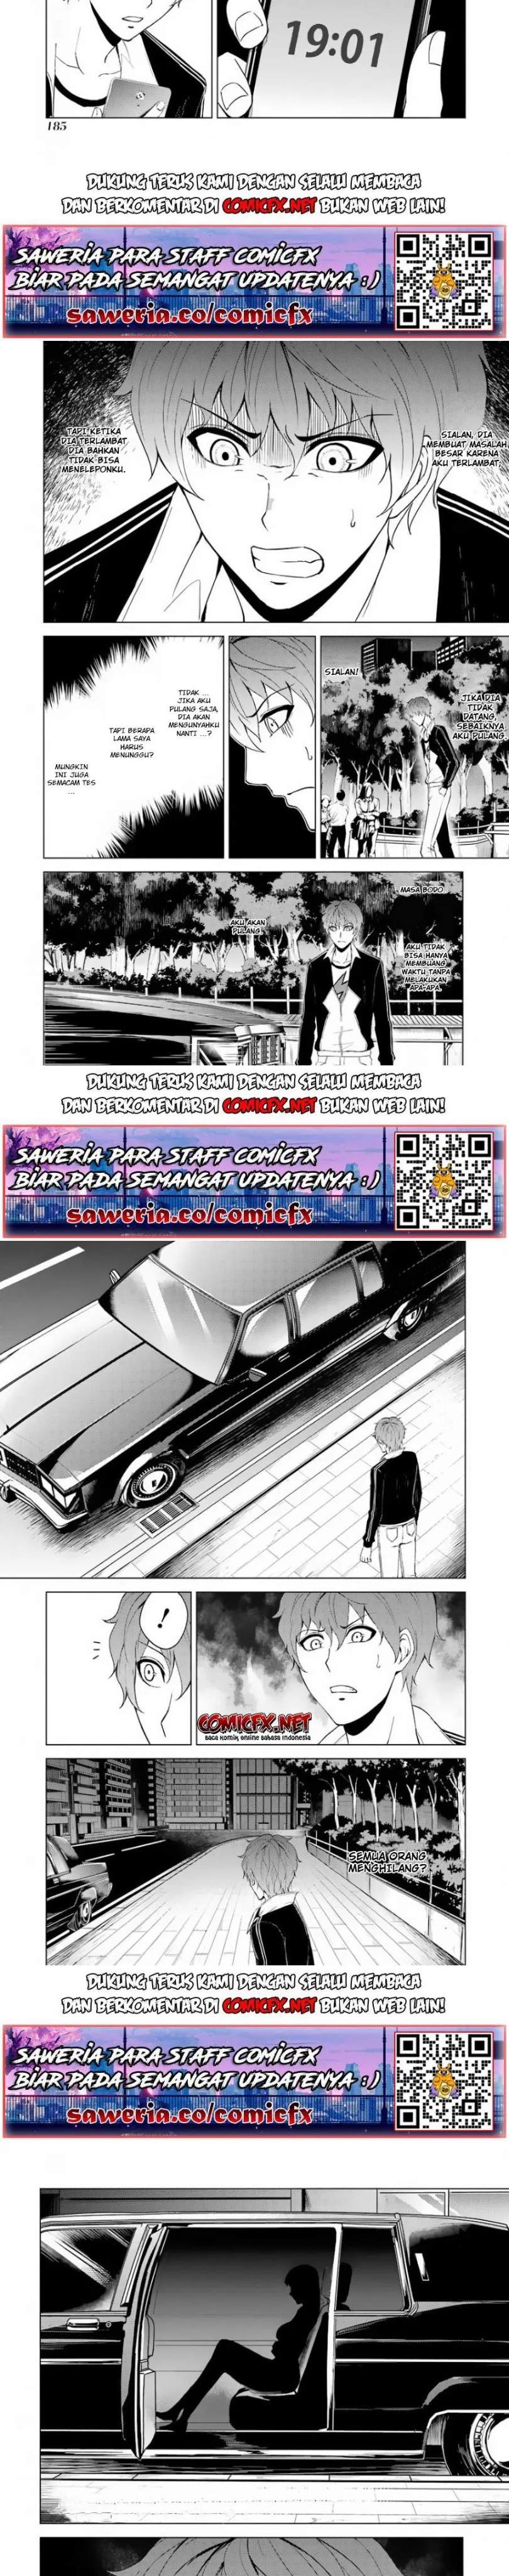 19:01
185
DUKUNG TERUS KAMI DENGAN SELALU MEMBACA
DAN BERKOMENTAR DI COMICFX.NET BUKAN WEB LAIN!
SAWERIA PARA STAFF COMICFX
BIAR PADA SEMANGAT UPDATENYA :)
saweria.co/comicfx
SIALAN, DIA
MEMBUAT MASALAH
BESAR KARENA
AKU TERLAMBAT.
TAPI KETIKA
DIA TERLAMBAT
DIA BAHKAN
TIDAK BISA
MENELEPONKU.
JIKA DIA
TIDAK
DATANG,
SEBAIKNYA
AKU PULANG.
SIALAN!
TIDAK ...
JIKA AKU
PULANG SAJA,
DIA AKAN
MENGUNYAHKU
NANTI ...?
TAPI BERAPA
LAMA SAYA
HARUS
MENUNGGU?
MUNGKIN
INI JUGA
SEMACAM TES
...
MASA BODO.
AKU TIDAK
BISA HANYA
MEMBUANG
WAKTU TANPA
MELAKUKAN
APA-APA.
AKU AKAN
PULANG.
DUKUNG TERUS KAMI DENGAN SELALU MEMBACA
DAN BERKOMENTAR DI COMICFX.NET BUKAN WEB LAIN!
SAWERIA PARA STAFF COMICFX
BIAR PADA SEMANGAT UPDATENYA :)
saweria.co/comicfx
!
COMICFX.NET
Baca Komik Online Bahasa Indonesia
SEMUA ORANG
MENGHILANG?
DUKUNG TERUS KAMI DENGAN SELALU MEMBACA
DAN BERKOMENTAR DI COMICFX.NET BUKAN WEB LAIN!
SAWERIA PARA STAFF COMICFX
BIAR PADA SEMANGAT UPDATENYA :)
saweria.co/comicfx